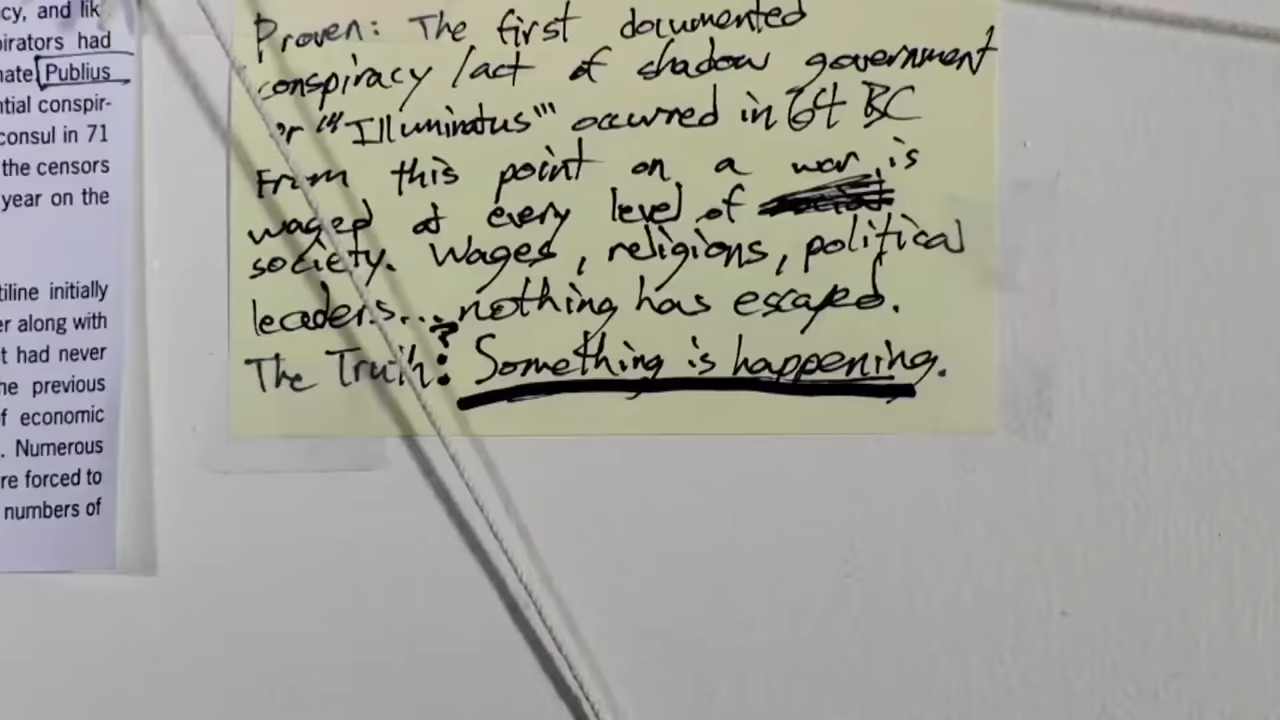 cy, and lik
pirators had
nate Publius
ntial conspir-
consul in 71
the censors
year on the
tiline initially
er along with
t had never
he previous
of economic
. Numerous
re forced to
numbers of
Proven: The first documented
conspiracy / act of shadow government
or "'Illuminatus'" occurred in 64 BC
From this point on a war is
waged at every level of
society. Wages, religions, political
leaders... nothing has escaped.
The Truth?: Something is happening.